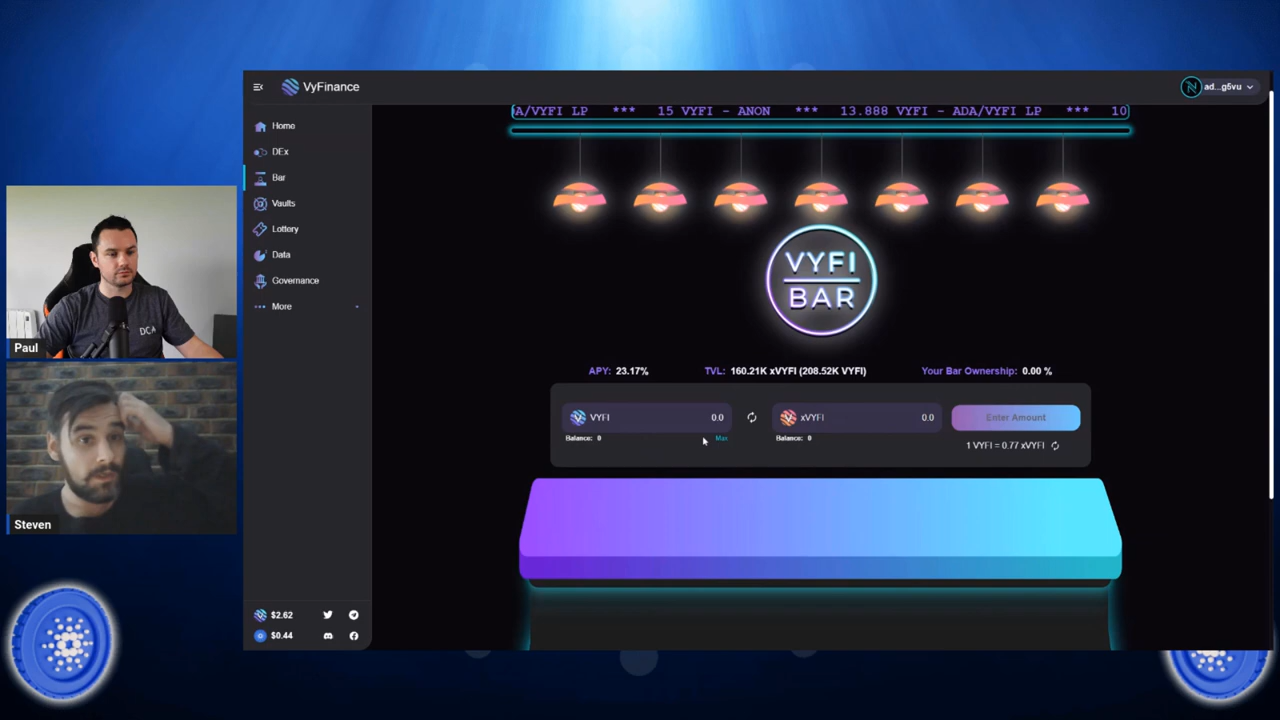 VyFinance
ad...g5vu
A/VYFI LP *** 15 VYFI - ANON *** 13.888 VYFI - ADA/VYFI LP *** 10
Home
DEx
Bar
Vaults
Lottery
Data
Governance
More
VYFI
BAR
APY: 23.17%
TVL: 160.21K xVYFI (208.52K VYFI)
Your Bar Ownership: 0.00 %
VYFI 0.0
xVYFI 0.0
Enter Amount
Balance: 0
Max
Balance: 0
1 VYFI = 0.77 xVYFI
DCA
Paul
Steven
$2.62
$0.44